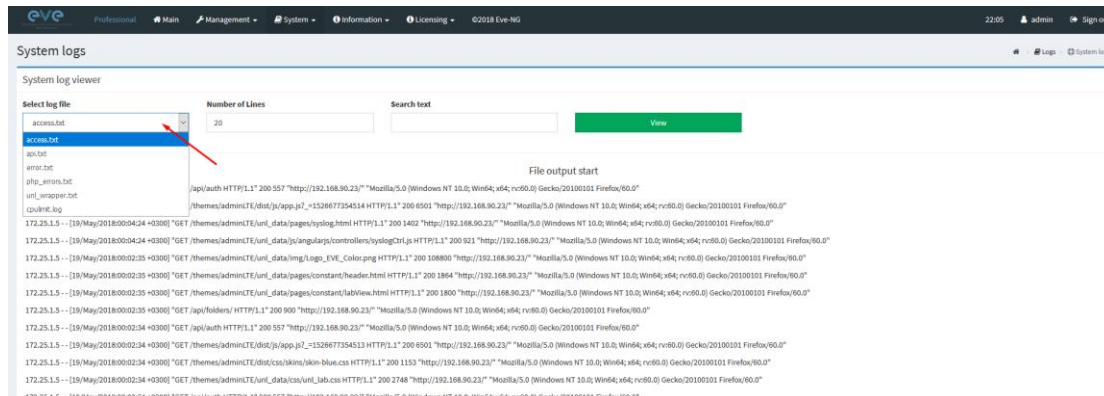 eve Professional Main Management System Information Licensing ©2018 Eve-NG 22:05 admin Sign o
System logs Logs System lo
System log viewer
Select log file Number of Lines Search text
access.txt 20 View
access.txt
api.txt
error.txt
php_errors.txt
unl_wrapper.txt
cpulimit.log
File output start
/api/auth HTTP/1.1" 200 557 "http://192.168.90.23/" "Mozilla/5.0 (Windows NT 10.0; Win64; x64; rv:60.0) Gecko/20100101 Firefox/60.0"
/themes/adminLTE/dist/js/app.js?_=1526677354514 HTTP/1.1" 200 6501 "http://192.168.90.23/" "Mozilla/5.0 (Windows NT 10.0; Win64; x64; rv:60.0) Gecko/20100101 Firefox/60.0"
172.25.1.5 - - [19/May/2018:00:04:24 +0300] "GET /themes/adminLTE/unl_data/pages/syslog.html HTTP/1.1" 200 1402 "http://192.168.90.23/" "Mozilla/5.0 (Windows NT 10.0; Win64; x64; rv:60.0) Gecko/20100101 Firefox/60.0"
172.25.1.5 - - [19/May/2018:00:04:24 +0300] "GET /themes/adminLTE/unl_data/js/angularjs/controllers/syslogCtrl.js HTTP/1.1" 200 921 "http://192.168.90.23/" "Mozilla/5.0 (Windows NT 10.0; Win64; x64; rv:60.0) Gecko/20100101 Firefox/60.0"
172.25.1.5 - - [19/May/2018:00:02:35 +0300] "GET /themes/adminLTE/unl_data/img/Logo_EVE_Color.png HTTP/1.1" 200 108800 "http://192.168.90.23/" "Mozilla/5.0 (Windows NT 10.0; Win64; x64; rv:60.0) Gecko/20100101 Firefox/60.0"
172.25.1.5 - - [19/May/2018:00:02:35 +0300] "GET /themes/adminLTE/unl_data/pages/constant/header.html HTTP/1.1" 200 1864 "http://192.168.90.23/" "Mozilla/5.0 (Windows NT 10.0; Win64; x64; rv:60.0) Gecko/20100101 Firefox/60.0"
172.25.1.5 - - [19/May/2018:00:02:35 +0300] "GET /themes/adminLTE/unl_data/pages/constant/labView.html HTTP/1.1" 200 1800 "http://192.168.90.23/" "Mozilla/5.0 (Windows NT 10.0; Win64; x64; rv:60.0) Gecko/20100101 Firefox/60.0"
172.25.1.5 - - [19/May/2018:00:02:35 +0300] "GET /api/folders/ HTTP/1.1" 200 900 "http://192.168.90.23/" "Mozilla/5.0 (Windows NT 10.0; Win64; x64; rv:60.0) Gecko/20100101 Firefox/60.0"
172.25.1.5 - - [19/May/2018:00:02:34 +0300] "GET /api/auth HTTP/1.1" 200 557 "http://192.168.90.23/" "Mozilla/5.0 (Windows NT 10.0; Win64; x64; rv:60.0) Gecko/20100101 Firefox/60.0"
172.25.1.5 - - [19/May/2018:00:02:34 +0300] "GET /themes/adminLTE/dist/js/app.js?_=1526677354513 HTTP/1.1" 200 6501 "http://192.168.90.23/" "Mozilla/5.0 (Windows NT 10.0; Win64; x64; rv:60.0) Gecko/20100101 Firefox/60.0"
172.25.1.5 - - [19/May/2018:00:02:34 +0300] "GET /themes/adminLTE/dist/css/skins/skin-blue.css HTTP/1.1" 200 1153 "http://192.168.90.23/" "Mozilla/5.0 (Windows NT 10.0; Win64; x64; rv:60.0) Gecko/20100101 Firefox/60.0"
172.25.1.5 - - [19/May/2018:00:02:34 +0300] "GET /themes/adminLTE/unl_data/css/unl_lab.css HTTP/1.1" 200 2748 "http://192.168.90.23/" "Mozilla/5.0 (Windows NT 10.0; Win64; x64; rv:60.0) Gecko/20100101 Firefox/60.0"